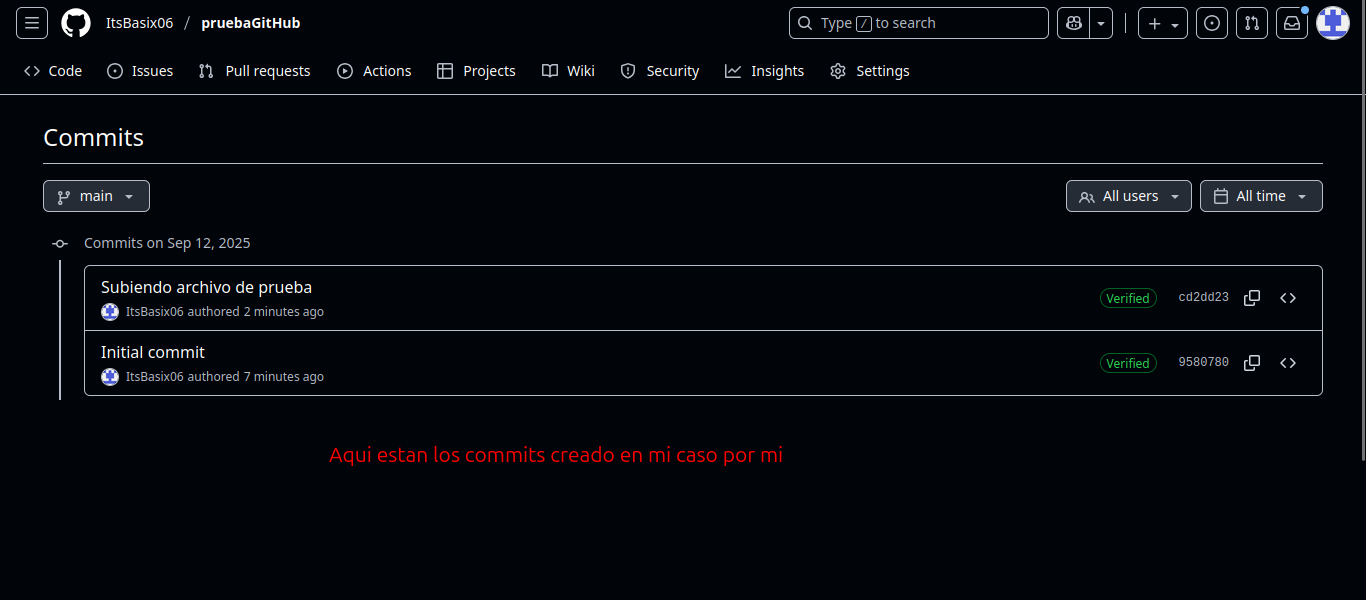 ItsBasix06 / pruebaGitHub
Type / to search
Code Issues Pull requests Actions Projects Wiki Security Insights Settings
Commits
main All users All time
Commits on Sep 12, 2025
Subiendo archivo de prueba
ItsBasix06 authored 2 minutes ago
Verified cd2dd23
Initial commit
ItsBasix06 authored 7 minutes ago
Verified 9580780
Aqui estan los commits creado en mi caso por mi